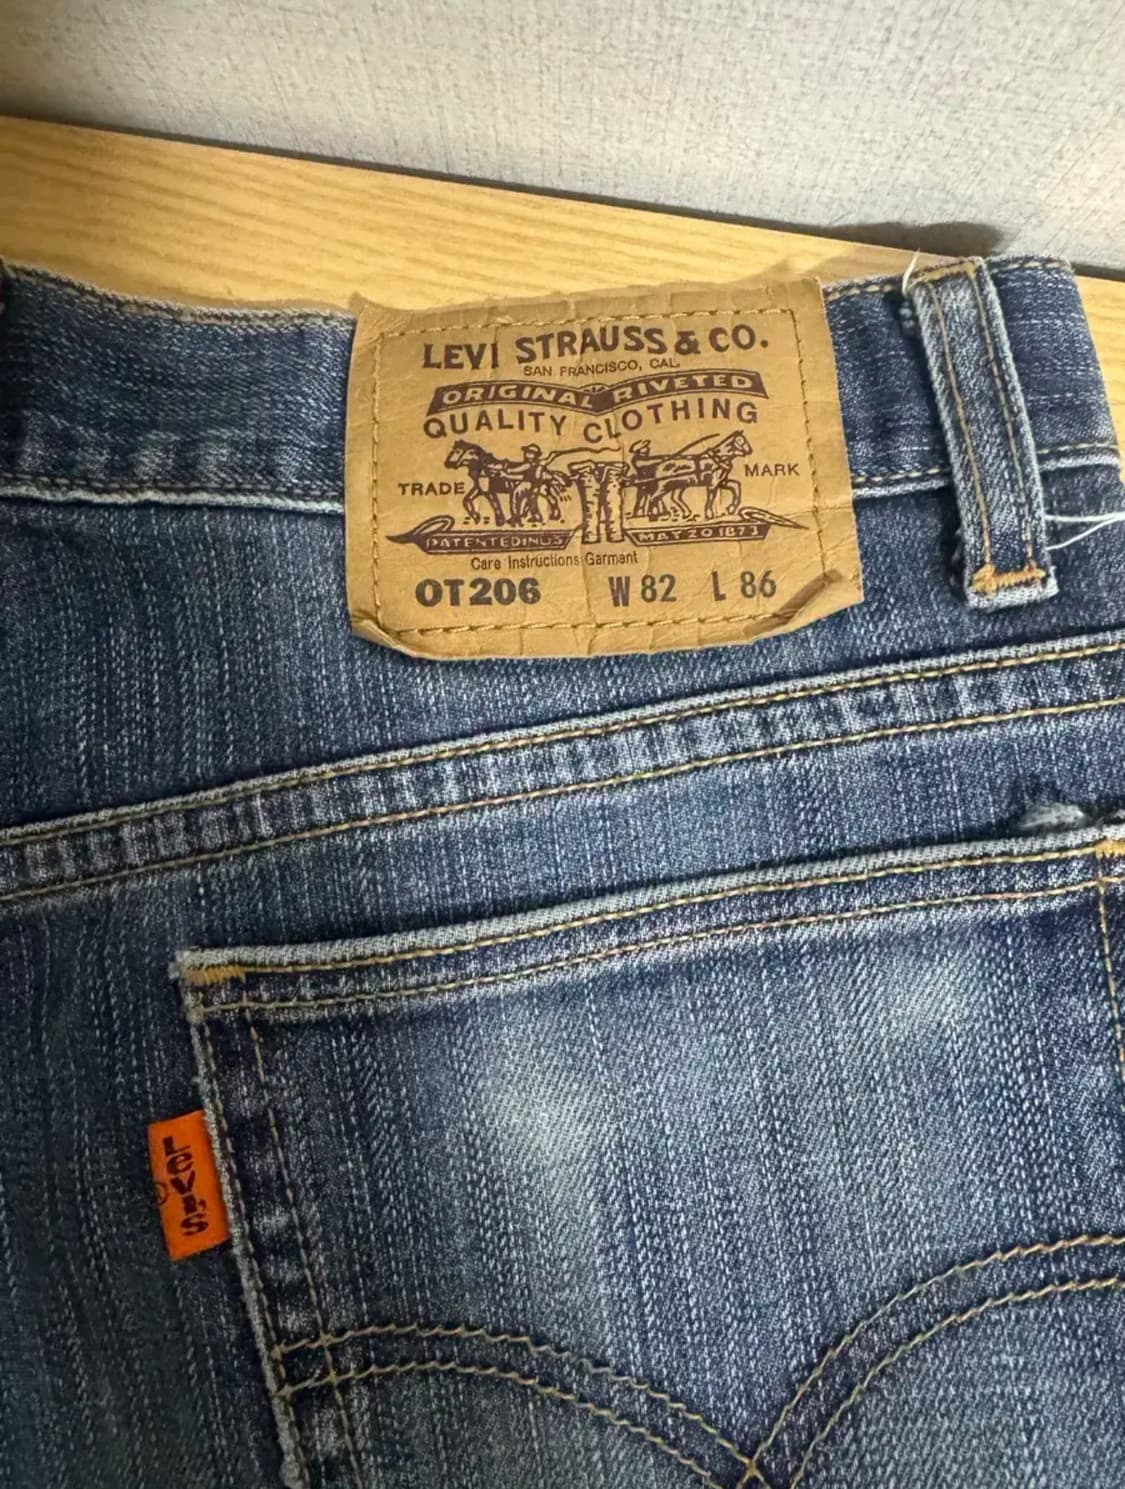 LEVI STRAUSS & CO.
SAN FRANCISCO, CAL.
ORIGINAL RIVETED
QUALITY CLOTHING
TRADE MARK
PATENTED IN U.S. MAY 20 1873
Care Instructions Garment
OT206 W82 L86
LeVI'S
®